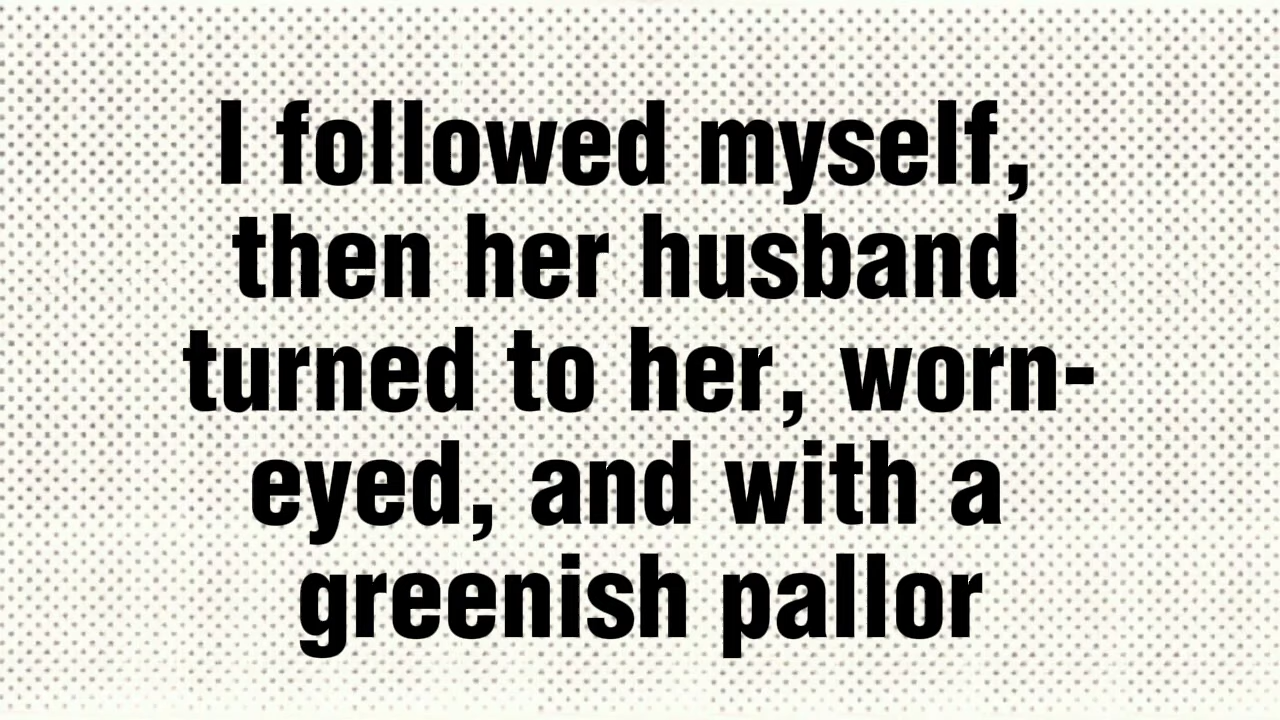 I followed myself,
then her husband
turned to her, worn-
eyed, and with a
greenish pallor